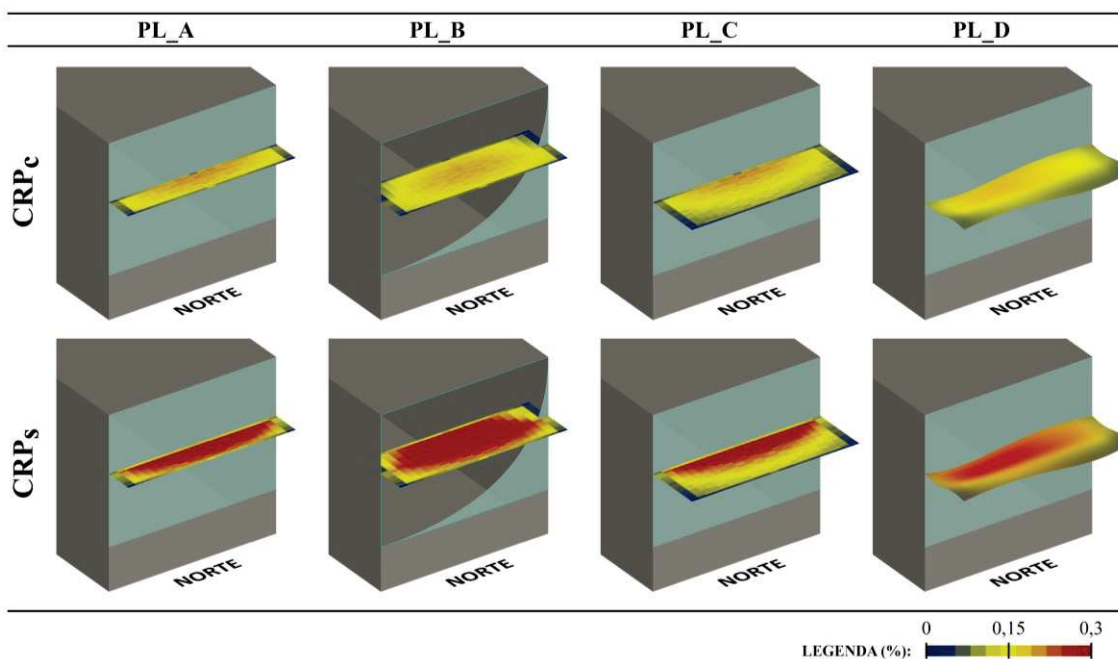 PL_A PL_B PL_C PL_D
CRPc
NORTE NORTE NORTE NORTE
CRPs
NORTE NORTE NORTE NORTE
0 0,15 0,3
LEGENDA (%):